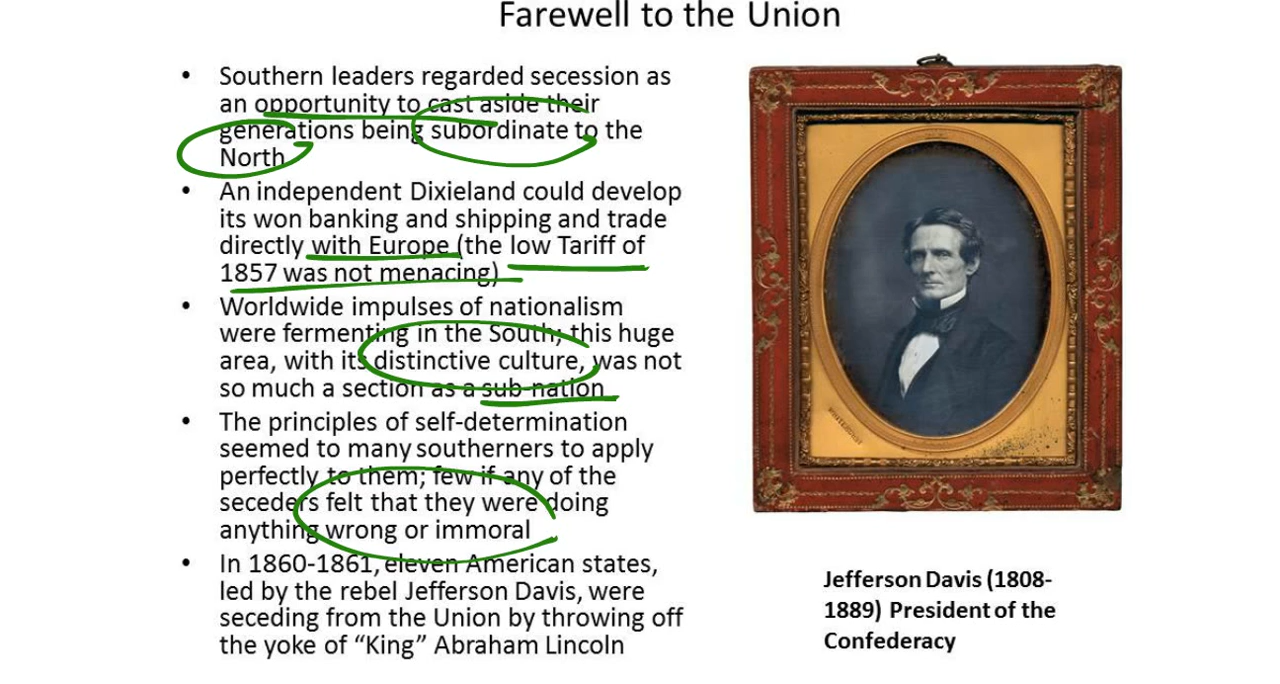 Farewell to the Union
• Southern leaders regarded secession as
an opportunity to cast aside their
generations being subordinate to the
North
• An independent Dixieland could develop
its won banking and shipping and trade
directly with Europe (the low Tariff of
1857 was not menacing)
• Worldwide impulses of nationalism
were fermenting in the South; this huge
area, with its distinctive culture, was not
so much a section as a sub-nation
• The principles of self-determination
seemed to many southerners to apply
perfectly to them; few if any of the
seceders felt that they were doing
anything wrong or immoral
• In 1860-1861, eleven American states,
led by the rebel Jefferson Davis, were
seceding from the Union by throwing off
the yoke of “King” Abraham Lincoln
Jefferson Davis (1808-
1889) President of the
Confederacy